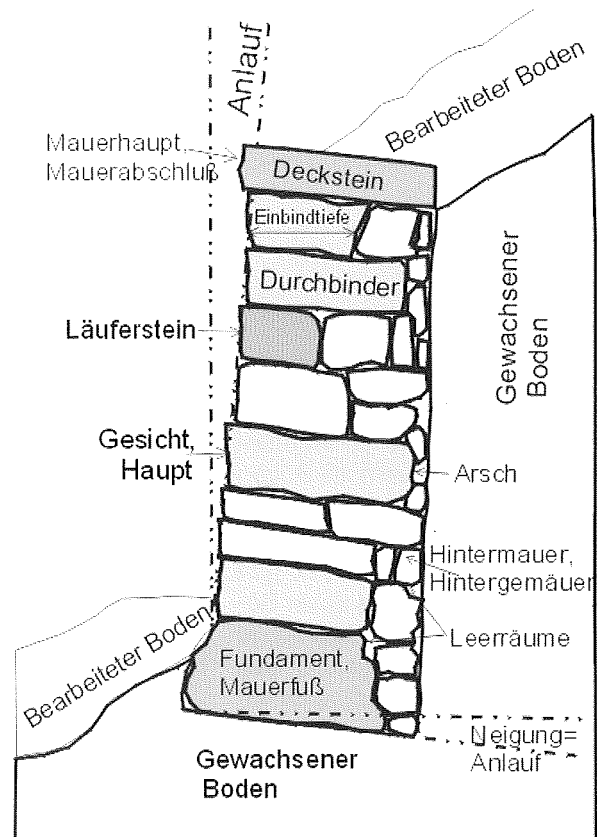 Anlauf
Bearbeiteter Boden
Mauerhaupt,
Mauerabschluß
Deckstein
Einbindtiefe
Durchbinder
Gewachsener
Boden
Läuferstein
Gesicht,
Haupt
Arsch
Hintermauer,
Hintergemäuer
Leerräume
Bearbeiteter Boden
Fundament,
Mauerfuß
Neigung=
Anlauf
Gewachsener
Boden